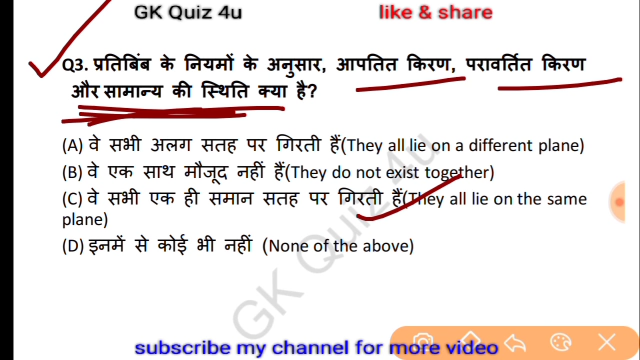 GK Quiz 4u like & share
Q3. प्रतिबिंब के नियमों के अनुसार, आपतित किरण, परावर्तित किरण
और सामान्य की स्थिति क्या है?
(A) वे सभी अलग सतह पर गिरती हैं(They all lie on a different plane)
(B) वे एक साथ मौजूद नहीं हैं(They do not exist together)
(C) वे सभी एक ही समान सतह पर गिरती हैं(They all lie on the same
plane)
(D) इनमें से कोई भी नहीं (None of the above)
GK Quiz 4u
subscribe my channel for more video